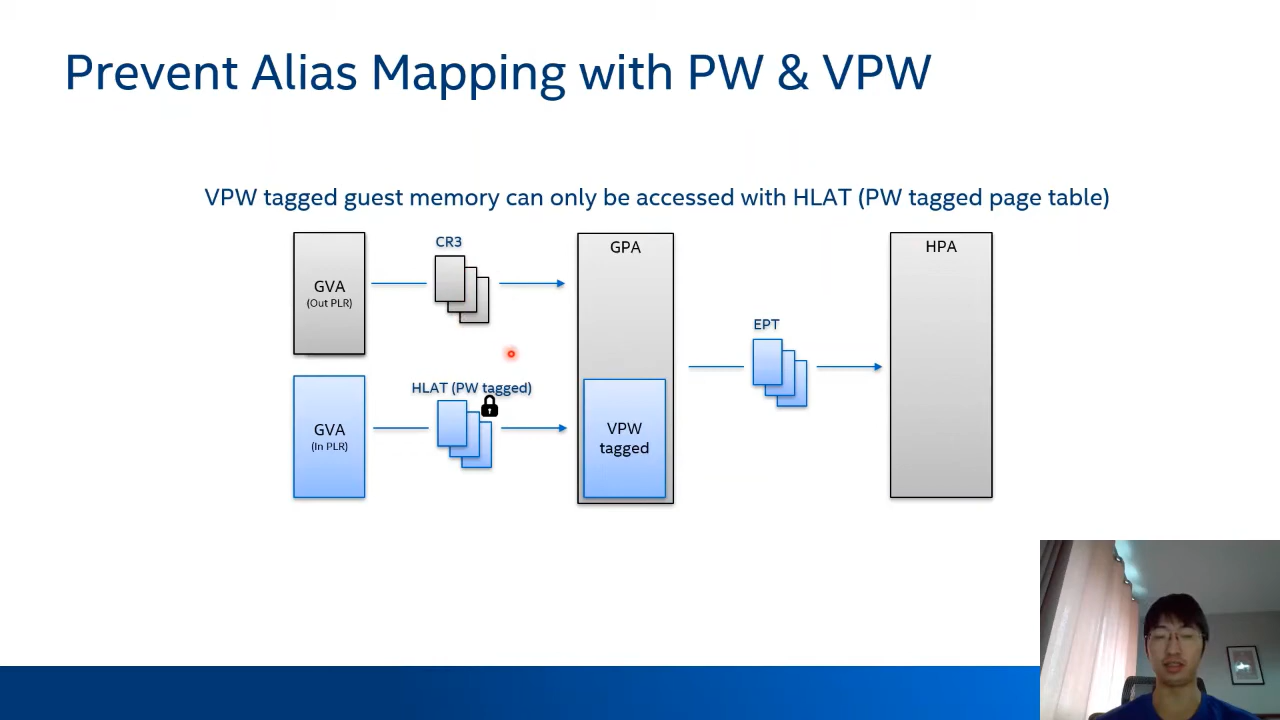 Prevent Alias Mapping with PW & VPW
VPW tagged guest memory can only be accessed with HLAT (PW tagged page table)
GVA
(Out PLR)
CR3
GPA
HPA
EPT
GVA
(In PLR)
HLAT (PW tagged)
VPW
tagged